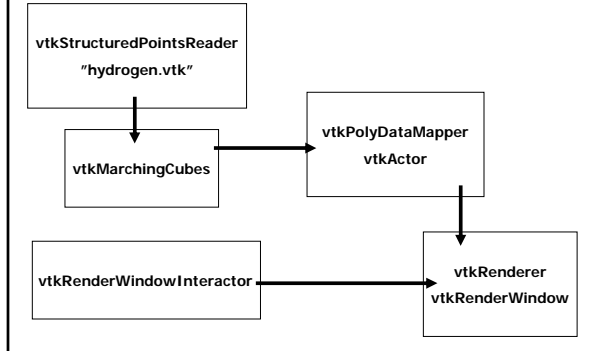 vtkStructuredPointsReader
"hydrogen.vtk"
vtkMarchingCubes
vtkPolyDataMapper
vtkActor
vtkRenderWindowInteractor
vtkRenderer
vtkRenderWindow